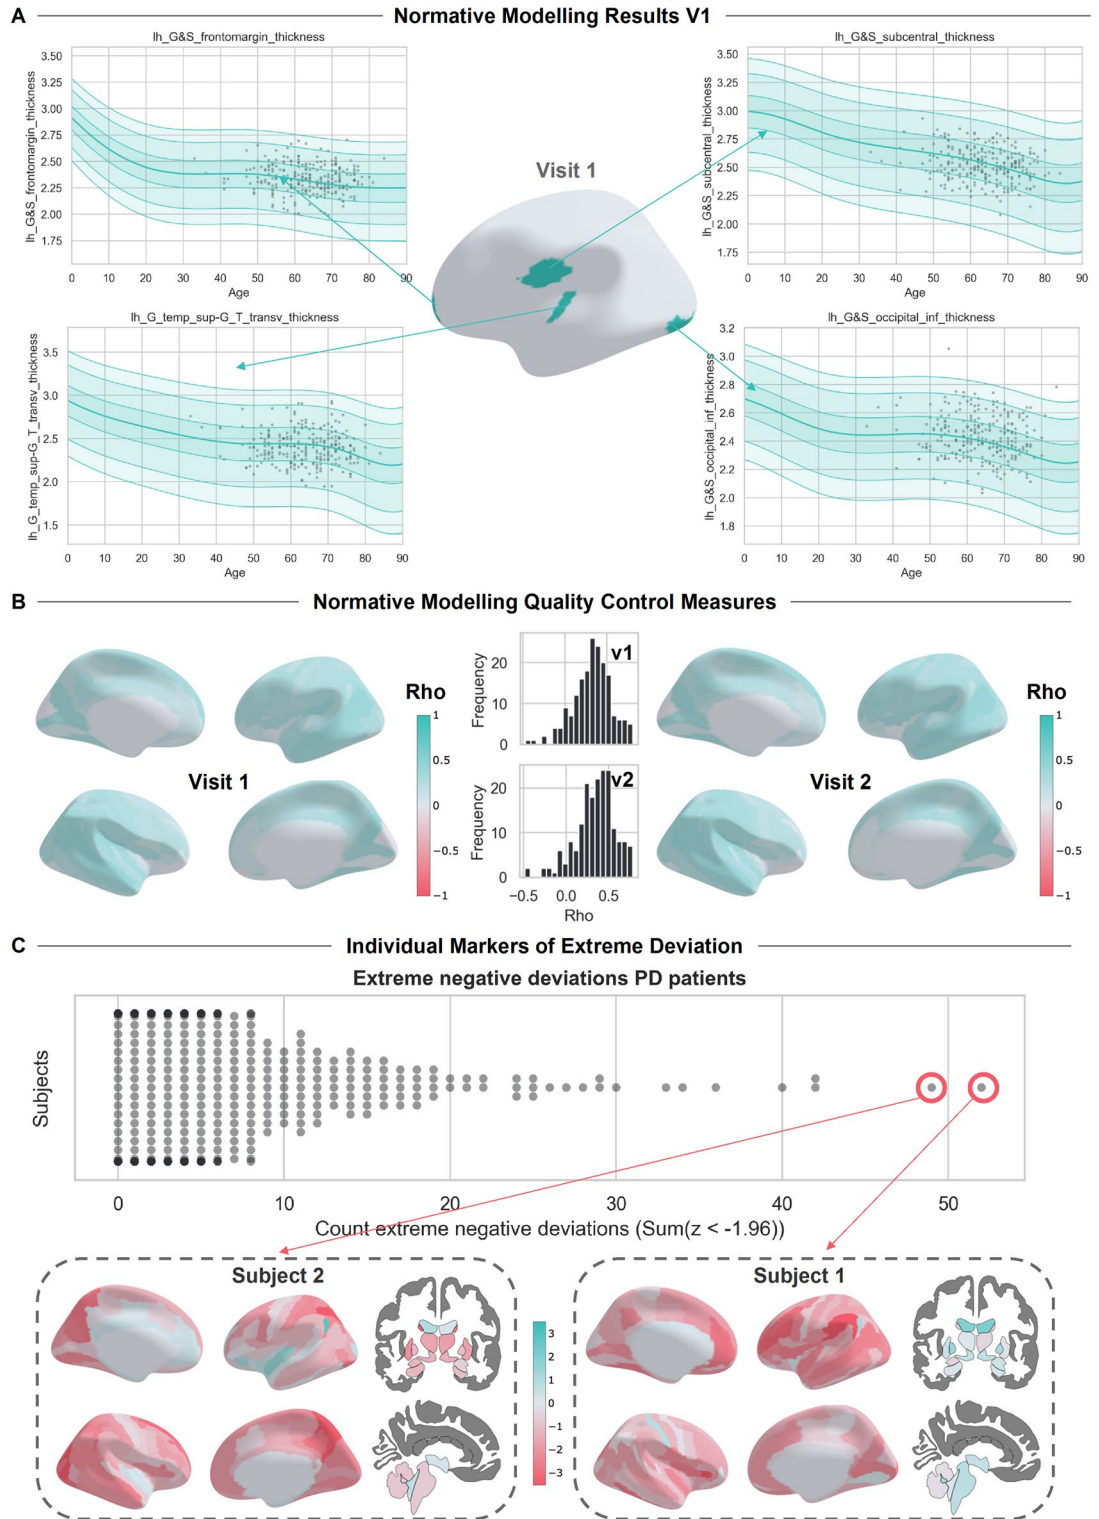 A
Normative Modelling Results V1
lh_G&S_frontomargin_thickness
lh_G&S_frontomargin_thickness
3.50
3.25
3.00
2.75
2.50
2.25
2.00
1.75
0 10 20 30 40 50 60 70 80 90
Age
lh_G&S_subcentral_thickness
lh_G&S_subcentral_thickness
3.50
3.25
3.00
2.75
2.50
2.25
2.00
1.75
0 10 20 30 40 50 60 70 80 90
Age
Visit 1
lh_G_temp_sup-G_T_transv_thickness
lh_G_temp_sup-G_T_transv_thickness
3.5
3.0
2.5
2.0
1.5
0 10 20 30 40 50 60 70 80 90
Age
lh_G&S_occipital_inf_thickness
lh_G&S_occipital_inf_thickness
3.2
3.0
2.8
2.6
2.4
2.2
2.0
1.8
0 10 20 30 40 50 60 70 80 90
Age
B
Normative Modelling Quality Control Measures
Visit 1
Rho
1
0.5
0
−0.5
−1
Frequency
20
10
0
v1
Frequency
20
10
0
v2
−0.5 0.0 0.5
Rho
Visit 2
Rho
1
0.5
0
−0.5
−1
C
Individual Markers of Extreme Deviation
Extreme negative deviations PD patients
Subjects
0 10 20 30 40 50
Count extreme negative deviations (Sum(z < -1.96))
Subject 2
3
2
1
0
−1
−2
−3
Subject 1